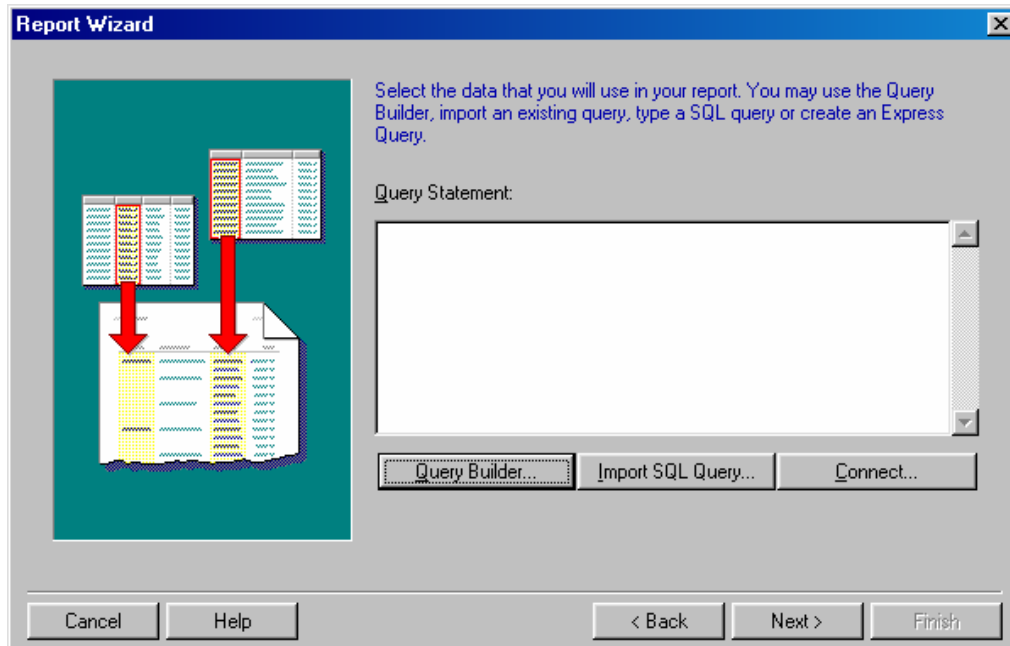 Report Wizard
Select the data that you will use in your report. You may use the Query
Builder, import an existing query, type a SQL query or create an Express
Query.
Query Statement:
Query Builder...
Import SQL Query...
Connect...
Cancel
Help
< Back
Next >
Finish